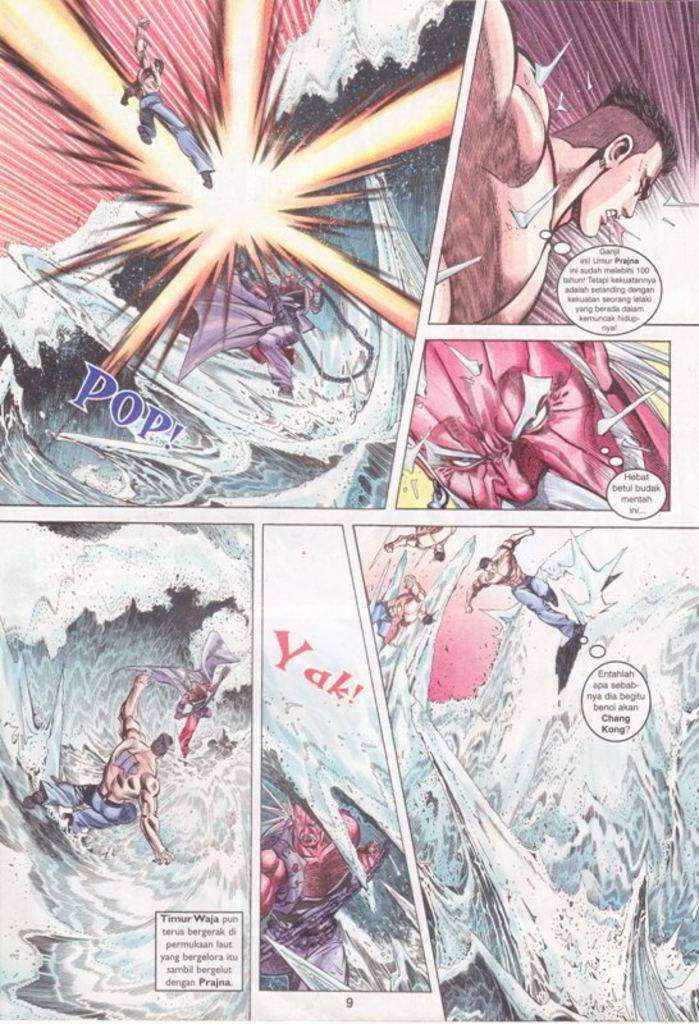 POP!
Ganjil
ini! Umur Prajna
ini sudah melebihi 100
tahun! Tetapi kekuatannya
adalah setanding dengan
kekuatan seorang lelaki
yang berada dalam
kemuncak hidup-
nya!
Hebat
betul budak
mentah
ini...
Timur Waja pun
terus bergerak di
permukaan laut
yang bergelora itu
sambil bergelut
dengan Prajna.
Yak!
Entahlah
apa sebab-
nya dia begitu
benci akan
Chang
Kong?
9